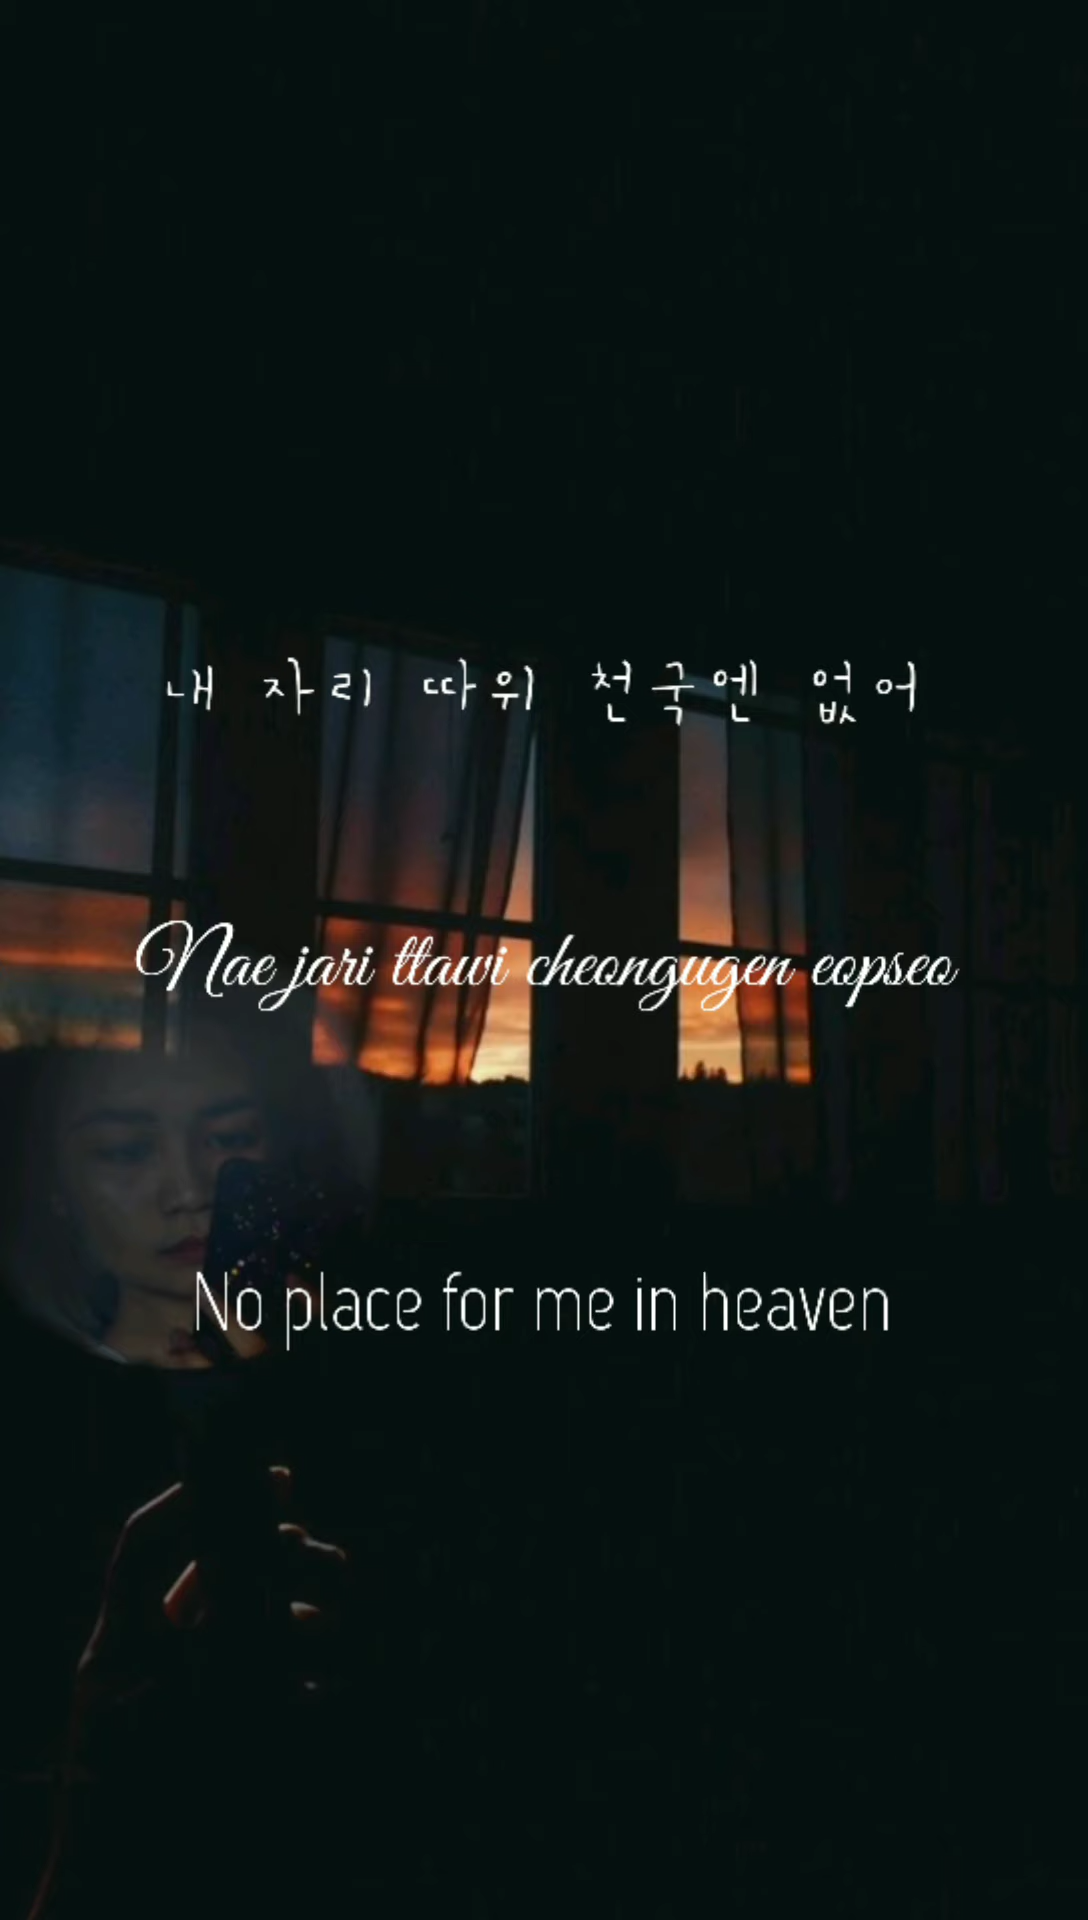 내 자리 따위 천국엔 없어
Nae jari ttawi cheongugen eopseo
No place for me in heaven